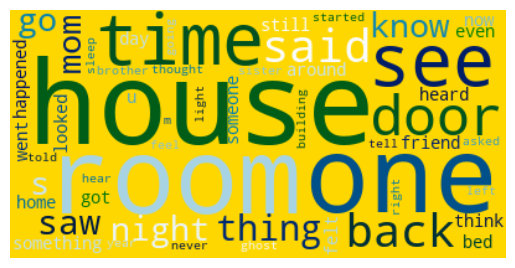 go
mom
time
said
still
started
know
now
even
sleep
day
brother
thought
going
sister
around
see
went
happened
looked
house
u
m
light
someone
building
heard
door
told
feel
tell
friend
asked
s
room
one
hear
home
got
right
left
saw
night
thing
felt
back
think
something
year
never
ghost
bed